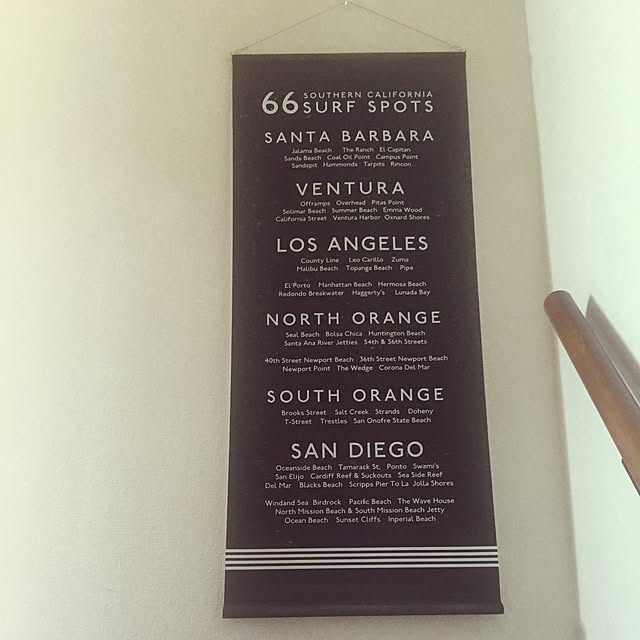 66 SOUTHERN CALIFORNIA
SURF SPOTS
SANTA BARBARA
Jalama Beach The Ranch El Capitan
Sands Beach Coal Oil Point Campus Point
Sandspit Hammonds Tarpits Rincon
VENTURA
Offramps Overhead Pitas Point
Solimar Beach Summer Beach Emma Wood
California Street Ventura Harbor Oxnard Shores
LOS ANGELES
County Line Leo Carillo Zuma
Malibu Beach Topanga Beach Pipe
El Porto Manhattan Beach Hermosa Beach
Redondo Breakwater Haggerty's Lunada Bay
NORTH ORANGE
Seal Beach Bolsa Chica Huntington Beach
Santa Ana River Jetties 54th & 56th Streets
40th Street Newport Beach 36th Street Newport Beach
Newport Point The Wedge Corona Del Mar
SOUTH ORANGE
Brooks Street Salt Creek Strands Doheny
T-Street Trestles San Onofre State Beach
SAN DIEGO
Oceanside Beach Tamarack St. Ponto Swami's
San Elijo Cardiff Reef & Suckouts Sea Side Reef
Del Mar Blacks Beach Scripps Pier To La Jolla Shores
Windand Sea Birdrock Pacific Beach The Wave House
North Mission Beach & South Mission Beach Jetty
Ocean Beach Sunset Cliffs Inperial Beach